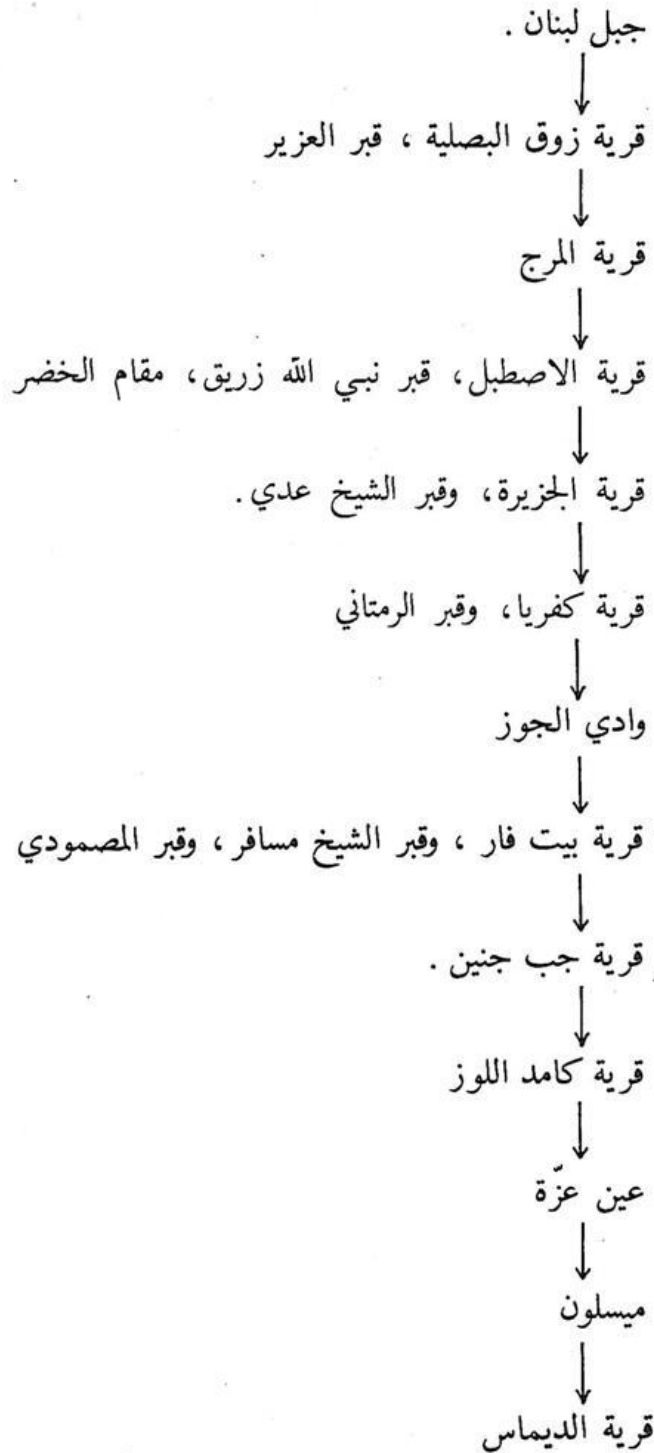 جبل لبنان .
قرية زوق البصلية ، قبر العزير
قرية المرج
قرية الاصطبل، قبر نبي الله زريق، مقام الخضر
قرية الجزيرة، وقبر الشيخ عدي.
قرية كفريا، وقبر الرمتاني
وادي الجوز
قرية بيت فار ، وقبر الشيخ مسافر ، وقبر المصمودي
قرية جب جنين .
قرية كامد اللوز
عين عزّة
ميسلون
قرية الديماس